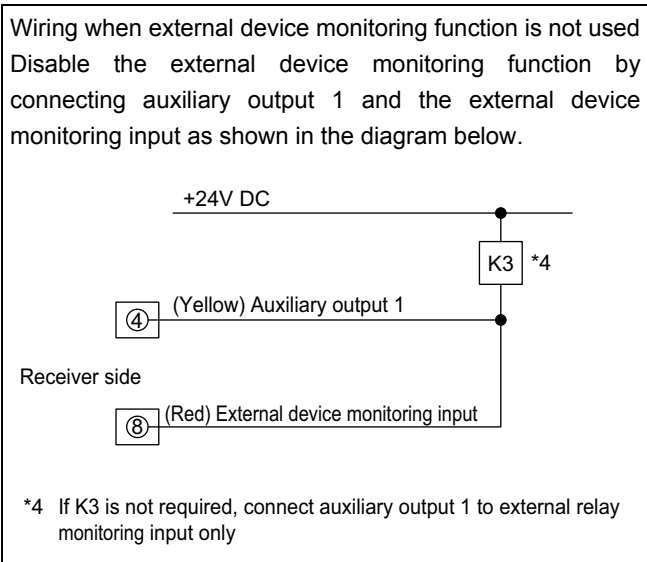 Wiring when external device monitoring function is not used
Disable the external device monitoring function by
connecting auxiliary output 1 and the external device
monitoring input as shown in the diagram below.
+24V DC
K3 *4
④ (Yellow) Auxiliary output 1
Receiver side
⑧ (Red) External device monitoring input
*4 If K3 is not required, connect auxiliary output 1 to external relay
monitoring input only